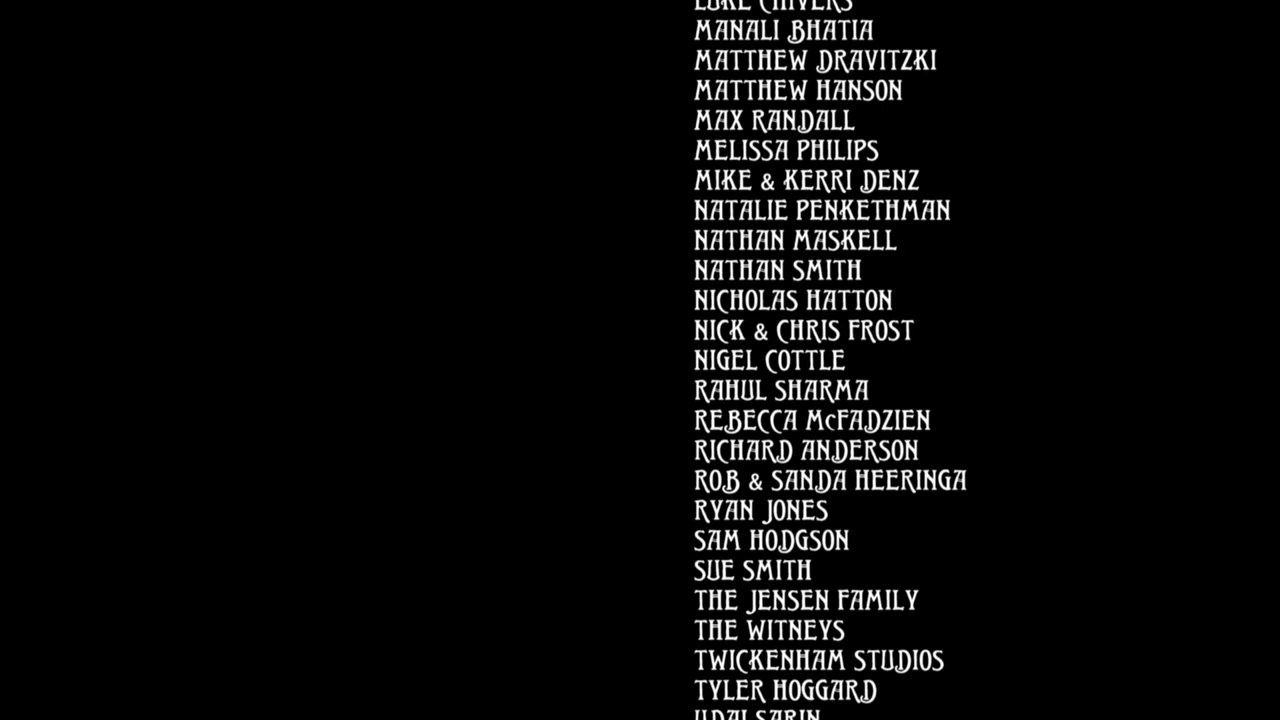 LUKE CHIVERS
MANALI BHATIA
MATTHEW DRAVITZKI
MATTHEW HANSON
MAX RANDALL
MELISSA PHILIPS
MIKE & KERRI DENZ
NATALIE PENKETHMAN
NATHAN MASKELL
NATHAN SMITH
NICHOLAS HATTON
NICK & CHRIS FROST
NIGEL COTTLE
RAHUL SHARMA
REBECCA McFADZIEN
RICHARD ANDERSON
ROB & SANDA HEERINGA
RYAN JONES
SAM HODGSON
SUE SMITH
THE JENSEN FAMILY
THE WITNEYS
TWICKENHAM STUDIOS
TYLER HOGGARD